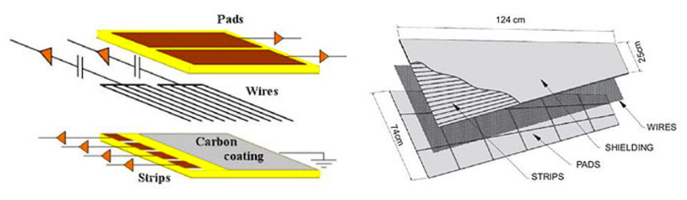 Pads
Wires
Carbon
coating
Strips
124 cm
25cm
74cm
WIRES
SHIELDING
PADS
STRIPS